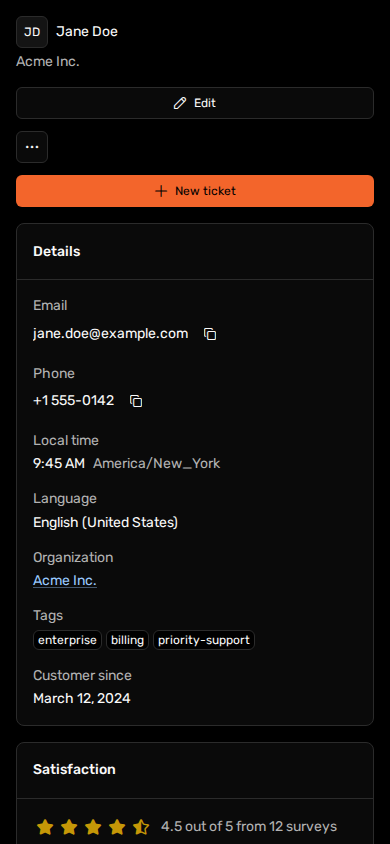 JD Jane Doe
Acme Inc.
Edit
...
New ticket
Details
Email
jane.doe@example.com
Phone
+1 555-0142
Local time
9:45 AM America/New_York
Language
English (United States)
Organization
Acme Inc.
Tags
enterprise billing priority-support
Customer since
March 12, 2024
Satisfaction
4.5 out of 5 from 12 surveys